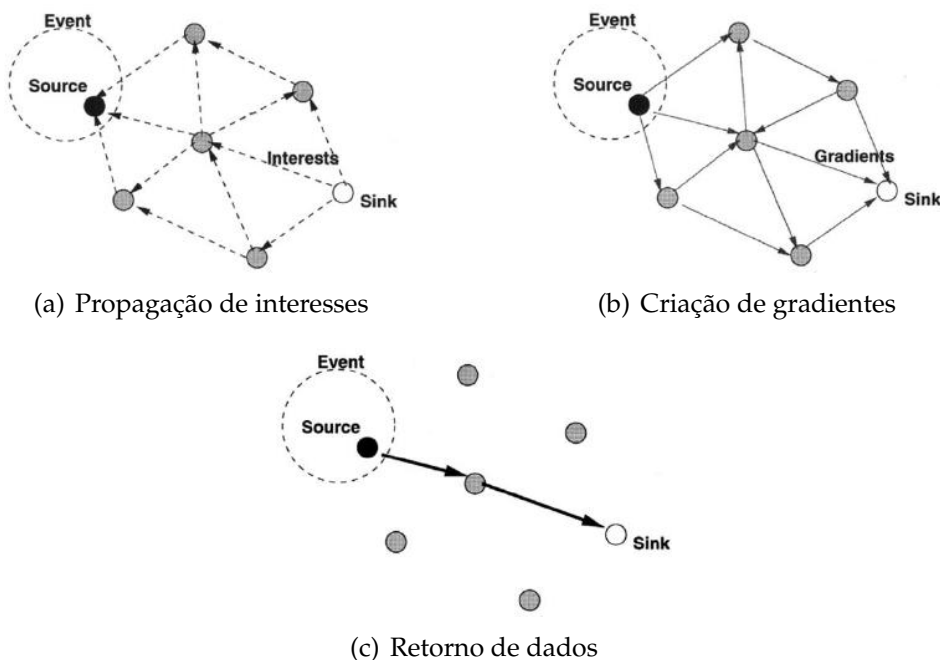 Event
Source
Interests
Sink
(a) Propagação de interesses
Event
Source
Gradients
Sink
(b) Criação de gradientes
Event
Source
Sink
(c) Retorno de dados